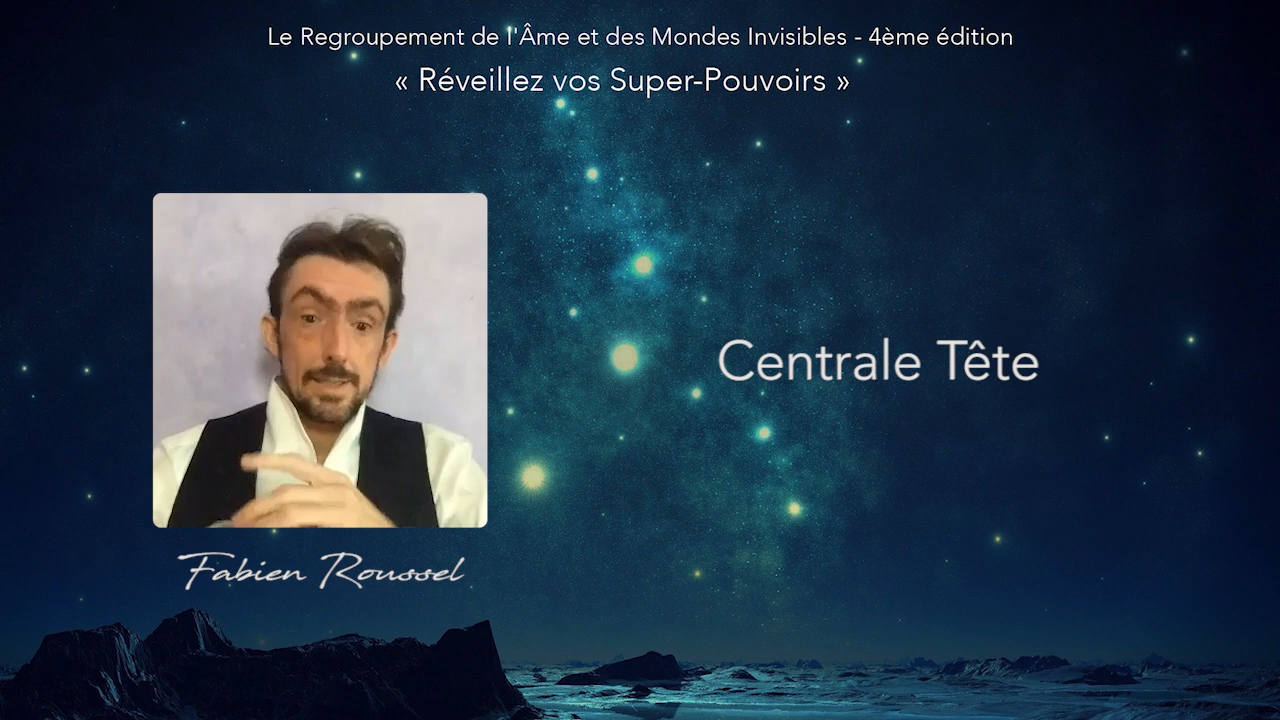 Le Regroupement de l'Âme et des Mondes Invisibles - 4ème édition
« Réveillez vos Super-Pouvoirs »
Centrale Tête
Fabien Roussel